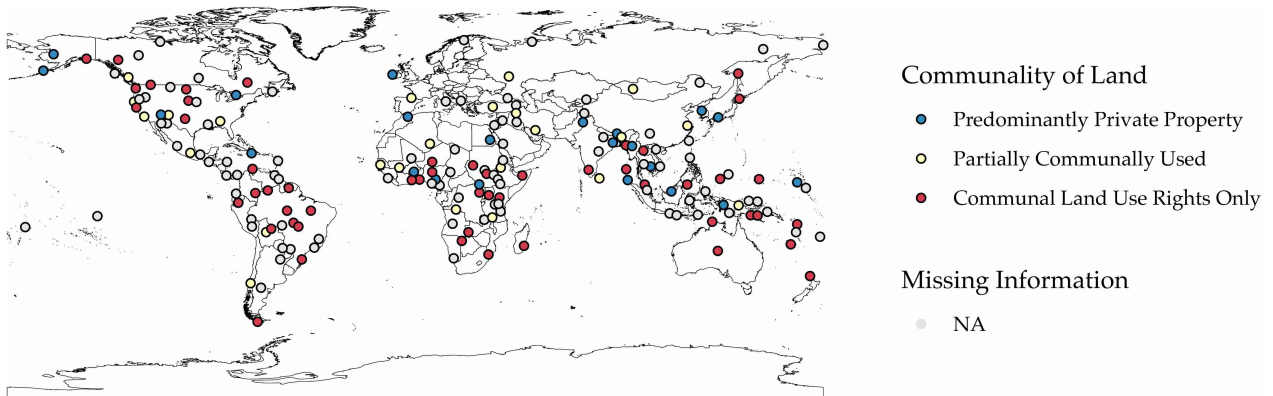 Communality of Land
Predominantly Private Property
Partially Communally Used
Communal Land Use Rights Only
Missing Information
NA